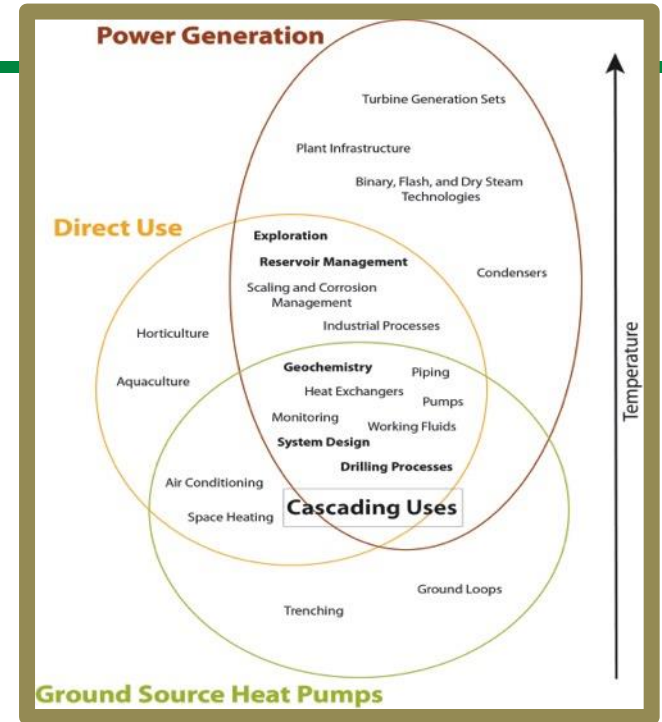 Power Generation
Turbine Generation Sets
Plant Infrastructure
Binary, Flash, and Dry Steam
Technologies
Direct Use
Exploration
Reservoir Management
Condensers
Scaling and Corrosion
Management
Industrial Processes
Horticulture
Geochemistry
Piping
Aquaculture
Heat Exchangers
Pumps
Monitoring
Working Fluids
System Design
Drilling Processes
Air Conditioning
Cascading Uses
Space Heating
Ground Loops
Trenching
Ground Source Heat Pumps
Temperature